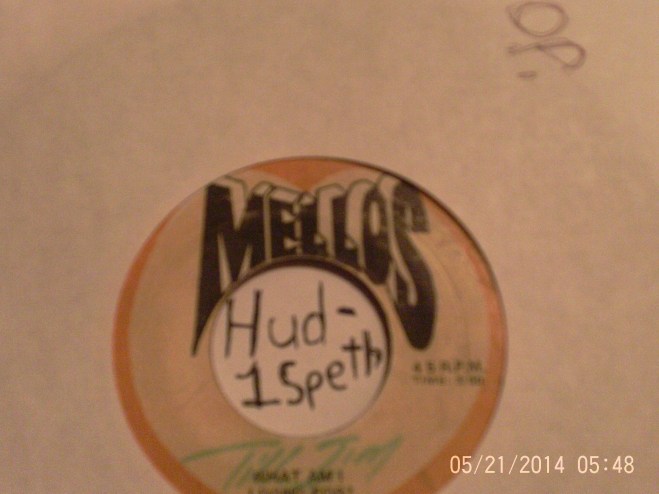 '80
MELLOS
Hud-
1Speth
45 R.P.M.
WHAT AM I
05/21/2014 05:48